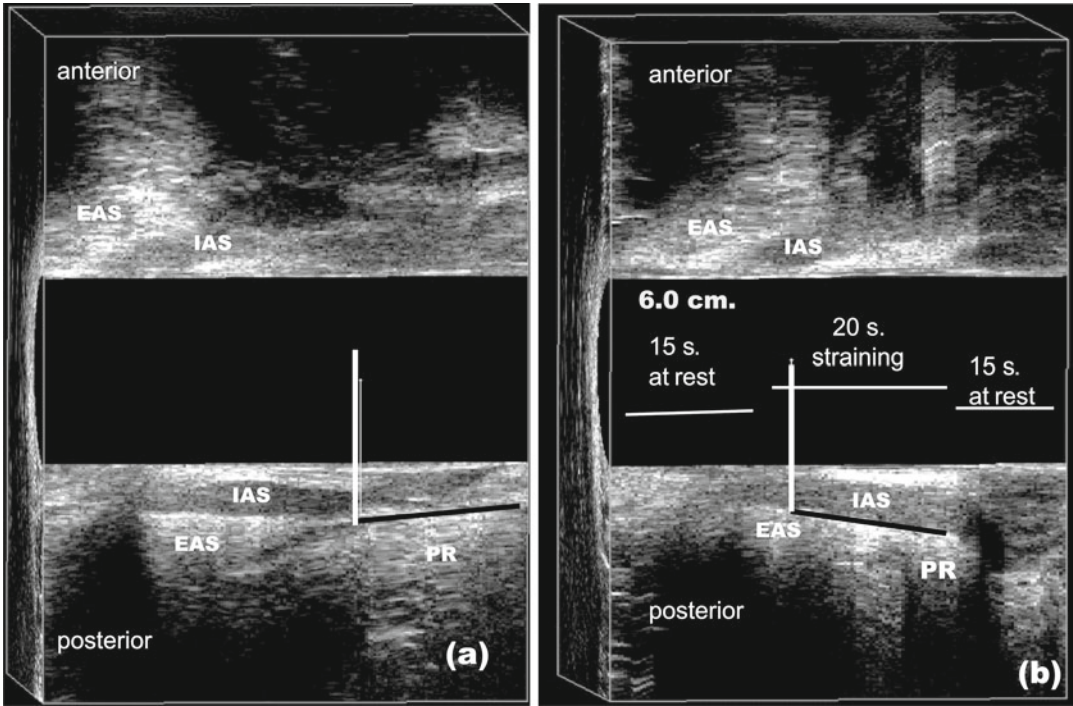 anterior
EAS
IAS
IAS
EAS
PR
posterior
(a)
anterior
EAS
IAS
6.0 cm.
15 s.
at rest
20 s.
straining
15 s.
at rest
IAS
EAS
PR
posterior
(b)